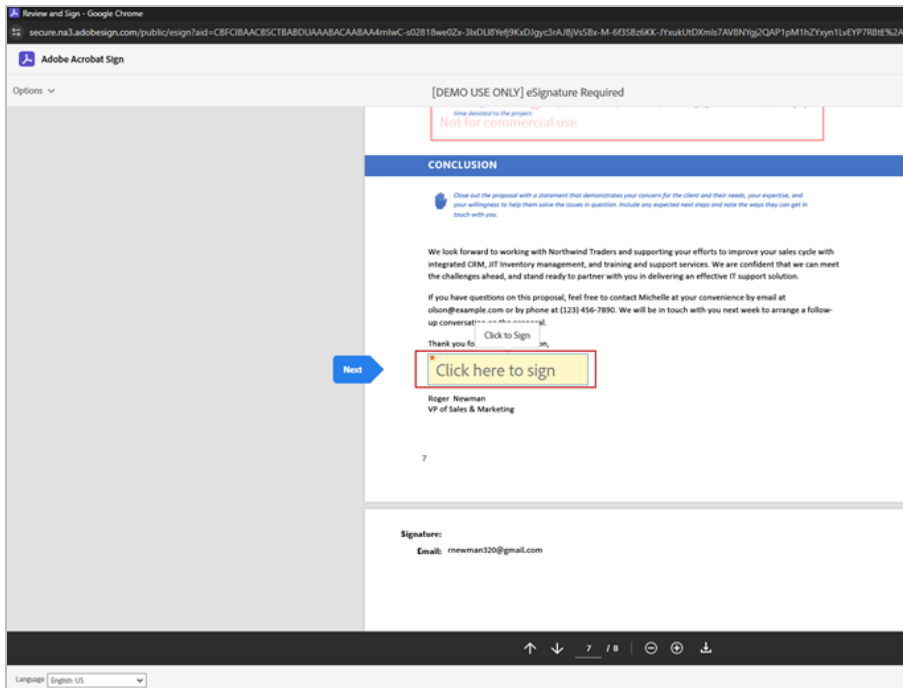 Review and Sign - Google Chrome
secure.na3.adobesign.com/public/esign?aid=
Adobe Acrobat Sign
Options
[DEMO USE ONLY] eSignature Required
time devoted to the project.
Not for commercial use
CONCLUSION
Close out the proposal with a statement that demonstrates your concern for the client and their needs, your expertise, and
your willingness to help them solve the issues in question. Include any expected next steps and note the ways they can get in
touch with you.
We look forward to working with Northwind Traders and supporting your efforts to improve your sales cycle with
integrated CRM, JIT Inventory management, and training and support services. We are confident that we can meet
the challenges ahead, and stand ready to partner with you in delivering an effective IT support solution.
If you have questions on this proposal, feel free to contact Michelle at your convenience by email at
olson@example.com or by phone at (123) 456-7890. We will be in touch with you next week to arrange a follow-
up conversation on the proposal.
Click to Sign
Thank you fo on,
Next
Click here to sign
Roger Newman
VP of Sales & Marketing
7
Signature:
Email: rnewman320@gmail.com
7 / 8
Language English: US